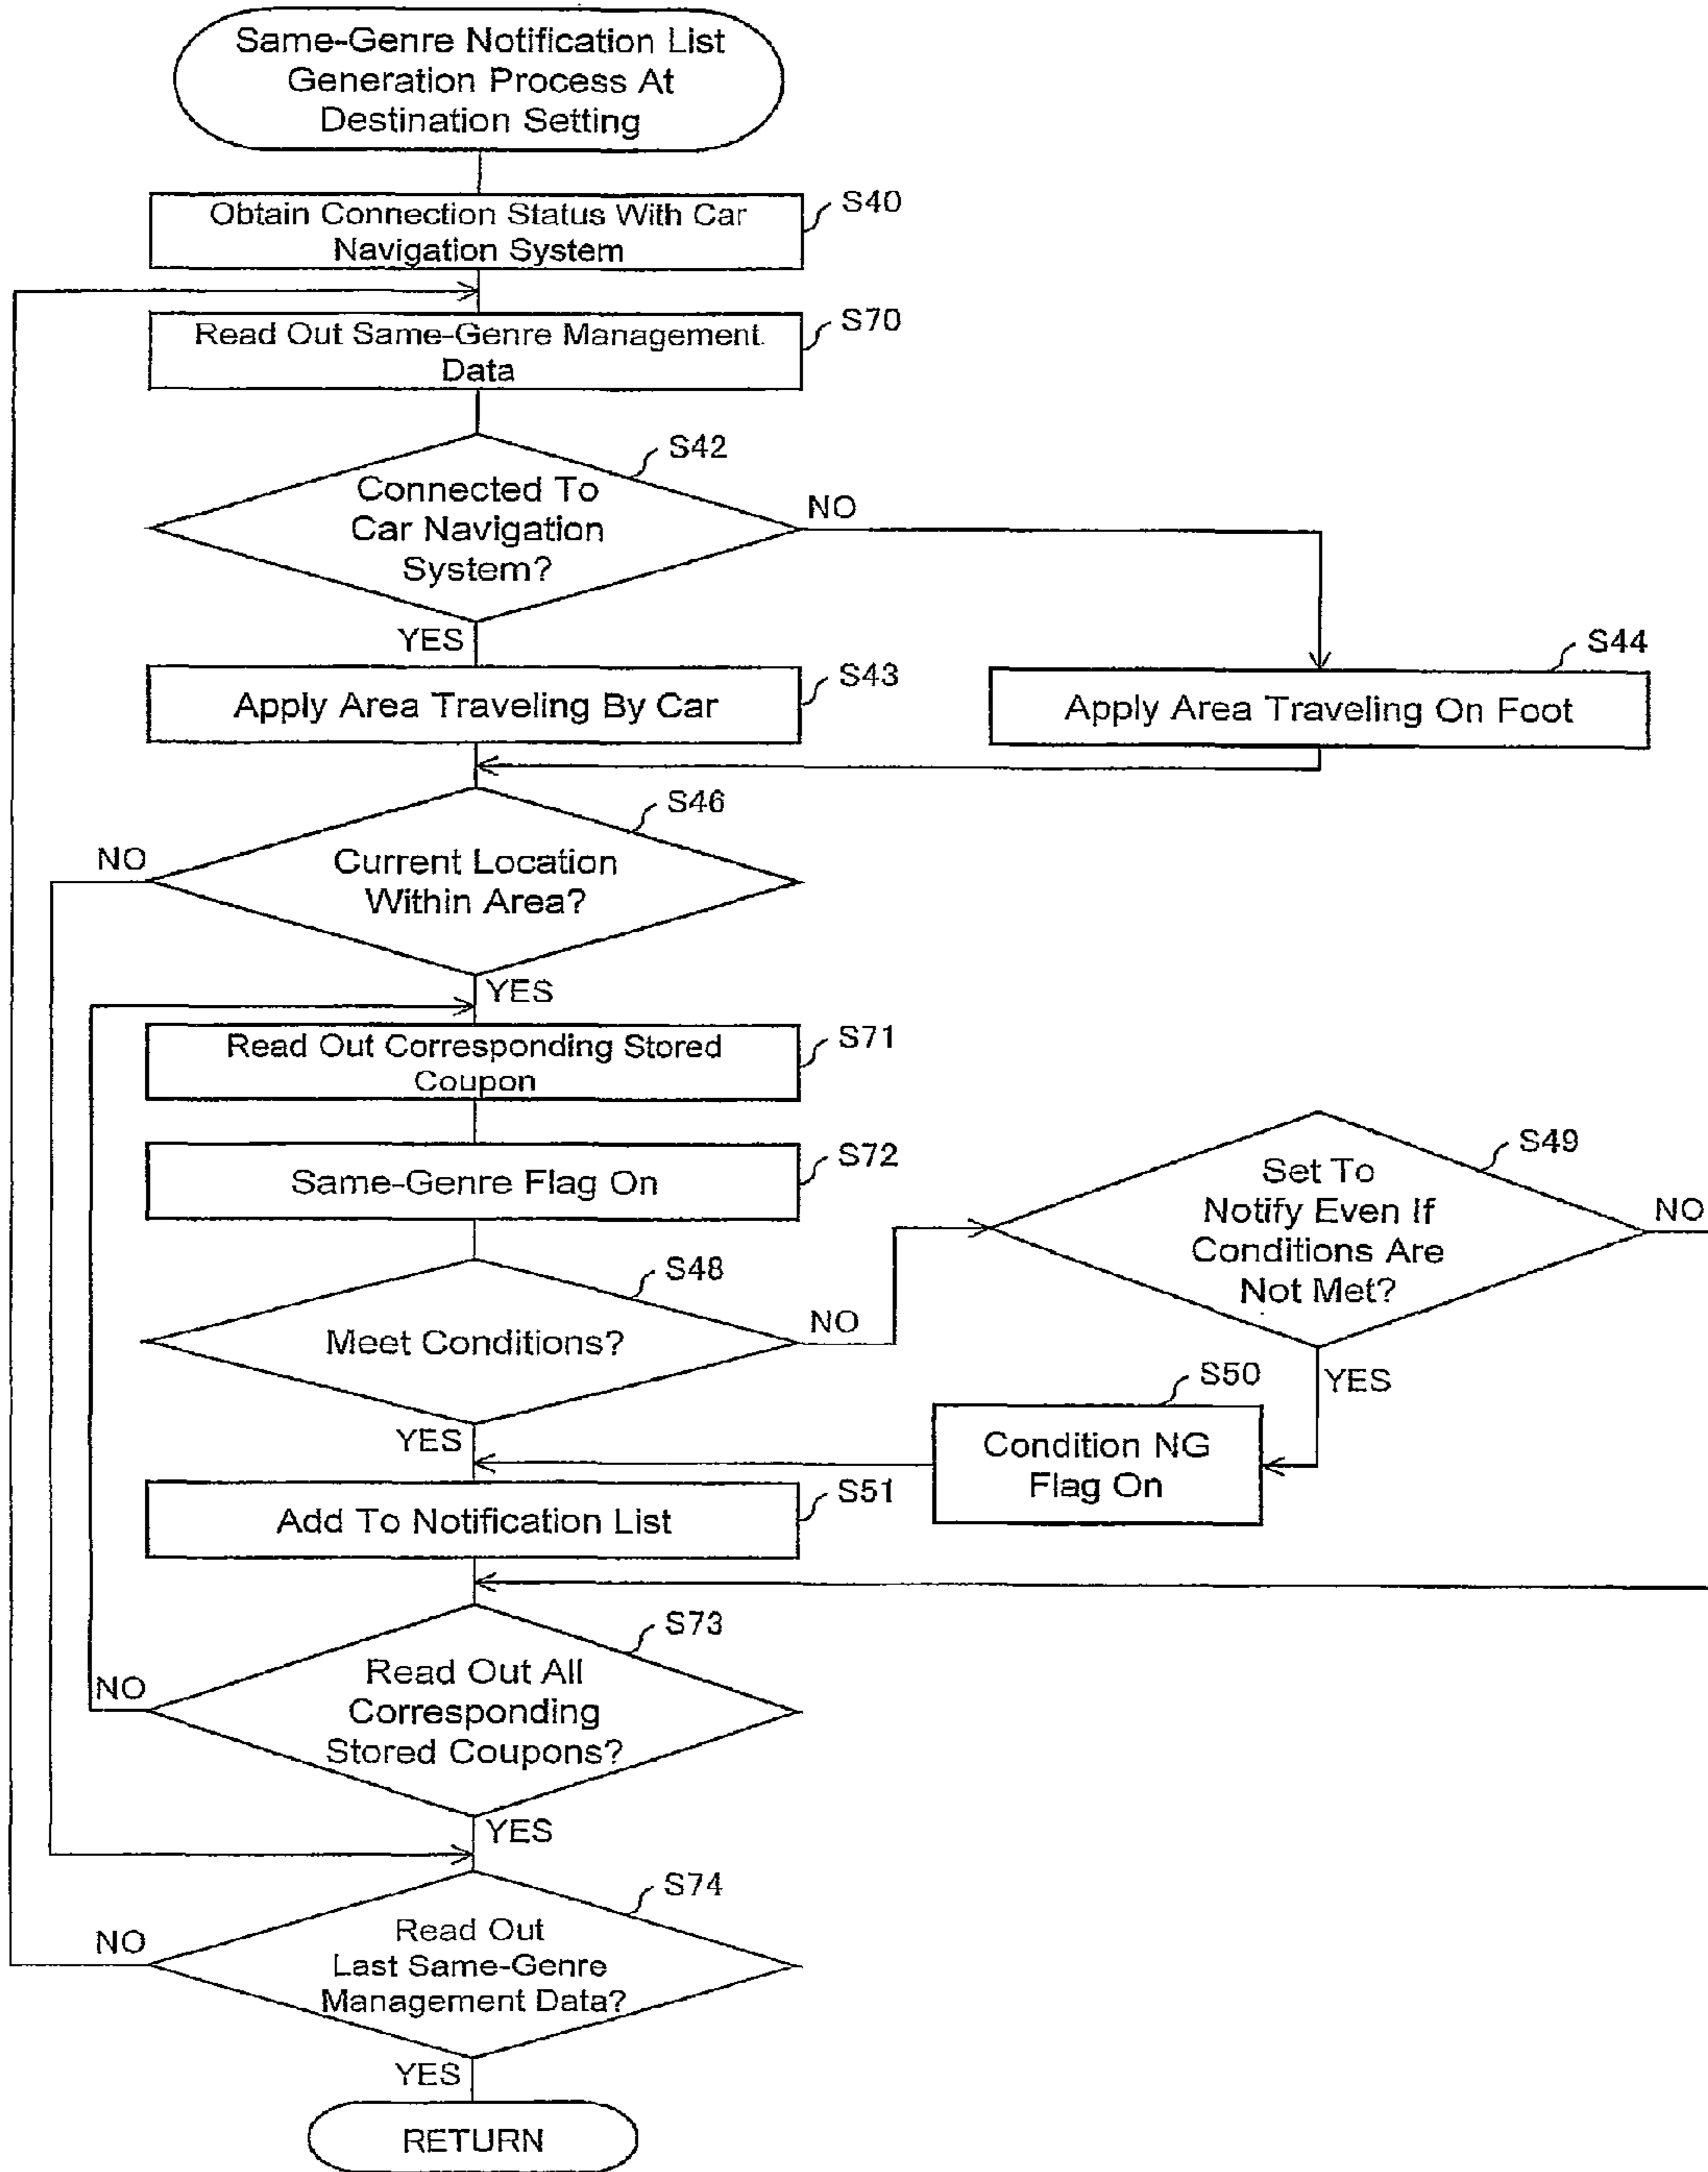 Same-Genre Notification List
Generation Process At
Destination Setting
S40
Obtain Connection Status With Car
Navigation System
S70
Read Out Same-Genre Management
Data
S42
Connected To
Car Navigation
System?
NO
YES
S43
Apply Area Traveling By Car
S44
Apply Area Traveling On Foot
S46
NO
Current Location
Within Area?
YES
S71
Read Out Corresponding Stored
Coupon
S72
Same-Genre Flag On
S49
Set To
Notify Even If
Conditions Are
Not Met?
NO
YES
S48
Meet Conditions?
NO
YES
S50
Condition NG
Flag On
S51
Add To Notification List
S73
Read Out All
Corresponding
Stored Coupons?
NO
YES
S74
Read Out
Last Same-Genre
Management Data?
NO
YES
RETURN